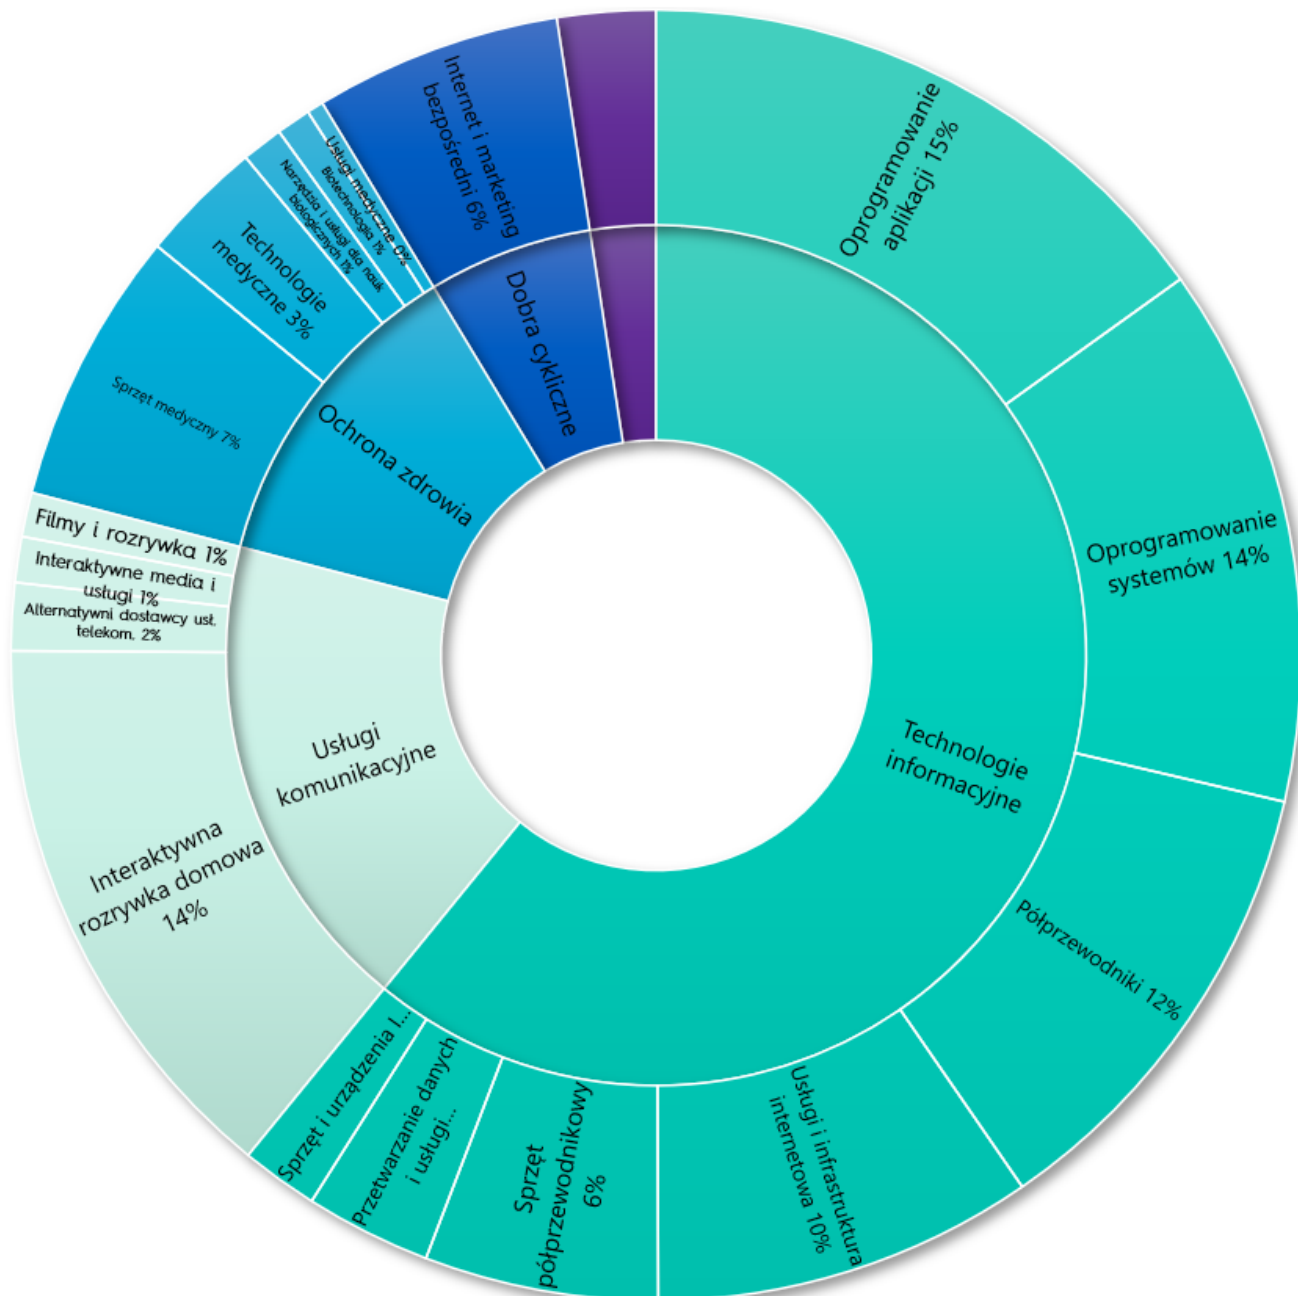 Oprogramowanie
aplikacji 15%
Oprogramowanie
systemów 14%
Półprzewodniki 12%
Usługi i infrastruktura
internetowa 10%
Sprzęt
półprzewodnikowy
6%
Przetwarzanie danych
i usługi...
Sprzęt i urządzenia I...
Interaktywna
rozrywka domowa
14%
Alternatywni dostawcy usł.
telekom. 2%
Interaktywne media i
usługi 1%
Filmy i rozrywka 1%
Sprzęt medyczny 7%
Technologie
medyczne 3%
Narzędzia i usługi dla nauk
biologicznych 1%
Biotechnologia 1%
Usługi medyczne 0%
Internet i marketing
bezpośredni 6%
Technologie
informacyjne
Usługi
komunikacyjne
Ochrona zdrowia
Dobra cykliczne